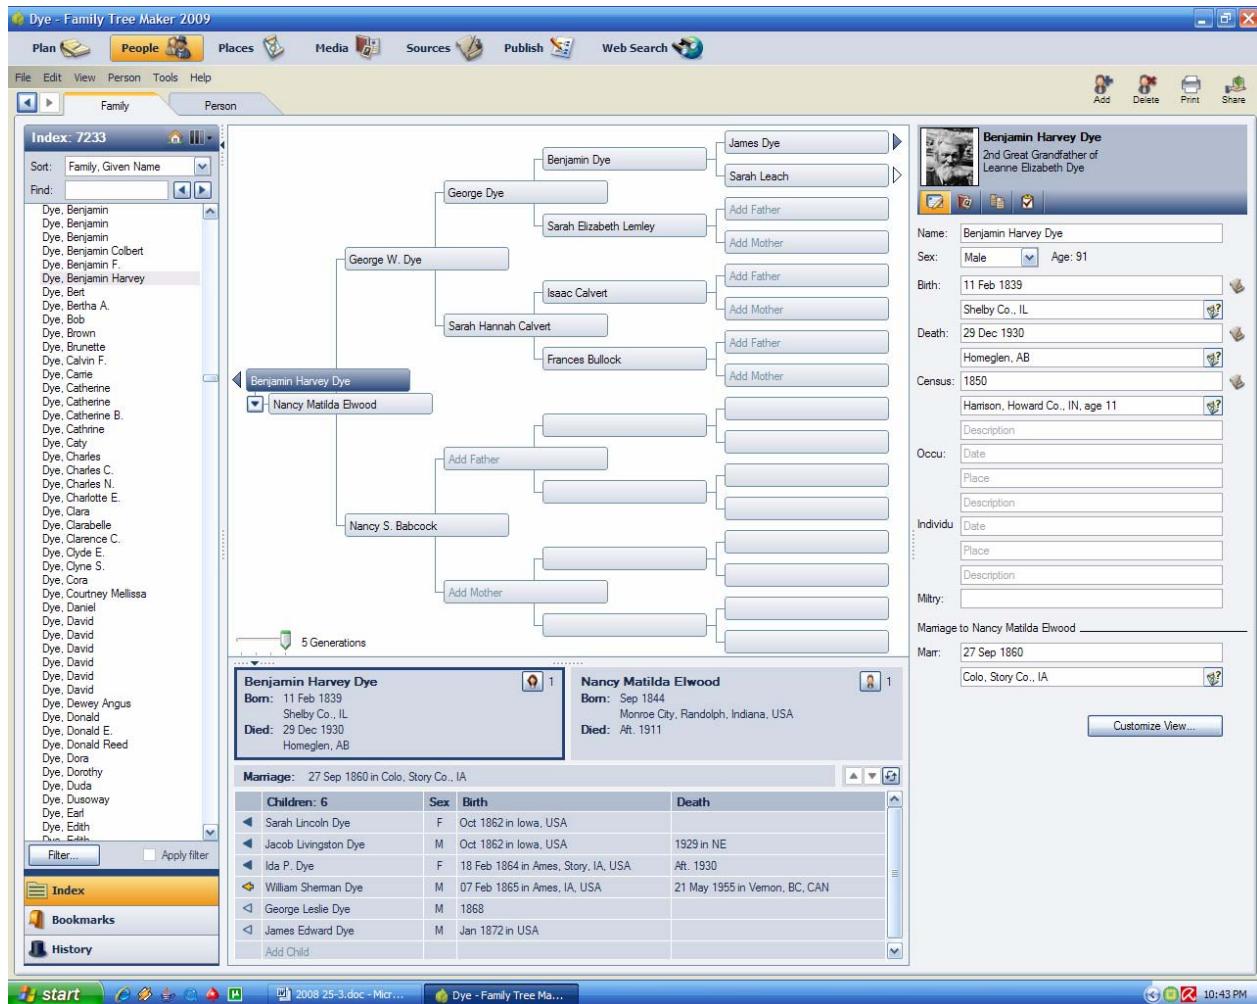 Dye - Family Tree Maker 2009
Plan People Places Media Sources Publish Web Search
File Edit View Person Tools Help
Add Delete Print Share
Family Person
Index: 7233
Sort: Family, Given Name
Find:
Dye, Benjamin
Dye, Benjamin
Dye, Benjamin
Dye, Benjamin Colbert
Dye, Benjamin F.
Dye, Benjamin Harvey
Dye, Bert
Dye, Bertha A.
Dye, Bob
Dye, Brown
Dye, Brunette
Dye, Calvin F.
Dye, Carrie
Dye, Catherine
Dye, Catherine
Dye, Catherine B.
Dye, Cathrine
Dye, Caty
Dye, Charles
Dye, Charles C.
Dye, Charles N.
Dye, Charlotte E.
Dye, Clara
Dye, Clarabelle
Dye, Clarence C.
Dye, Clyde E.
Dye, Clyne S.
Dye, Cora
Dye, Courtney Mellissa
Dye, Daniel
Dye, David
Dye, David
Dye, David
Dye, David
Dye, David
Dye, David
Dye, Dewey Angus
Dye, Donald
Dye, Donald E.
Dye, Donald Reed
Dye, Dora
Dye, Dorothy
Dye, Duda
Dye, Dusoway
Dye, Earl
Dye, Edith
Dye, Edith
Filter... Apply filter
Index
Bookmarks
History
James Dye
Benjamin Dye
Sarah Leach
George Dye
Add Father
Sarah Elizabeth Lemley
Add Mother
George W. Dye
Add Father
Isaac Calvert
Add Mother
Sarah Hannah Calvert
Add Father
Frances Bullock
Add Mother
Benjamin Harvey Dye
Nancy Matilda Elwood
Add Father
Nancy S. Babcock
Add Mother
5 Generations
Benjamin Harvey Dye 1
Born: 11 Feb 1839
Shelby Co., IL
Died: 29 Dec 1930
Homeglen, AB
Nancy Matilda Elwood 1
Born: Sep 1844
Monroe City, Randolph, Indiana, USA
Died: Aft. 1911
Marriage: 27 Sep 1860 in Colo, Story Co., IA
Children: 6 Sex Birth Death
Sarah Lincoln Dye F Oct 1862 in Iowa, USA
Jacob Livingston Dye M Oct 1862 in Iowa, USA 1929 in NE
Ida P. Dye F 18 Feb 1864 in Ames, Story, IA, USA Aft. 1930
William Sherman Dye M 07 Feb 1865 in Ames, IA, USA 21 May 1955 in Vernon, BC, CAN
George Leslie Dye M 1868
James Edward Dye M Jan 1872 in USA
Add Child
Benjamin Harvey Dye
2nd Great Grandfather of
Leanne Elizabeth Dye
Name: Benjamin Harvey Dye
Sex: Male Age: 91
Birth: 11 Feb 1839
Shelby Co., IL
Death: 29 Dec 1930
Homeglen, AB
Census: 1850
Harrison, Howard Co., IN, age 11
Description
Occu: Date
Place
Description
Individu Date
Place
Description
Miltry:
Marriage to Nancy Matilda Elwood
Marr: 27 Sep 1860
Colo, Story Co., IA
Customize View...
start 2008 25-3.doc - Micr... Dye - Family Tree Ma... 10:43 PM